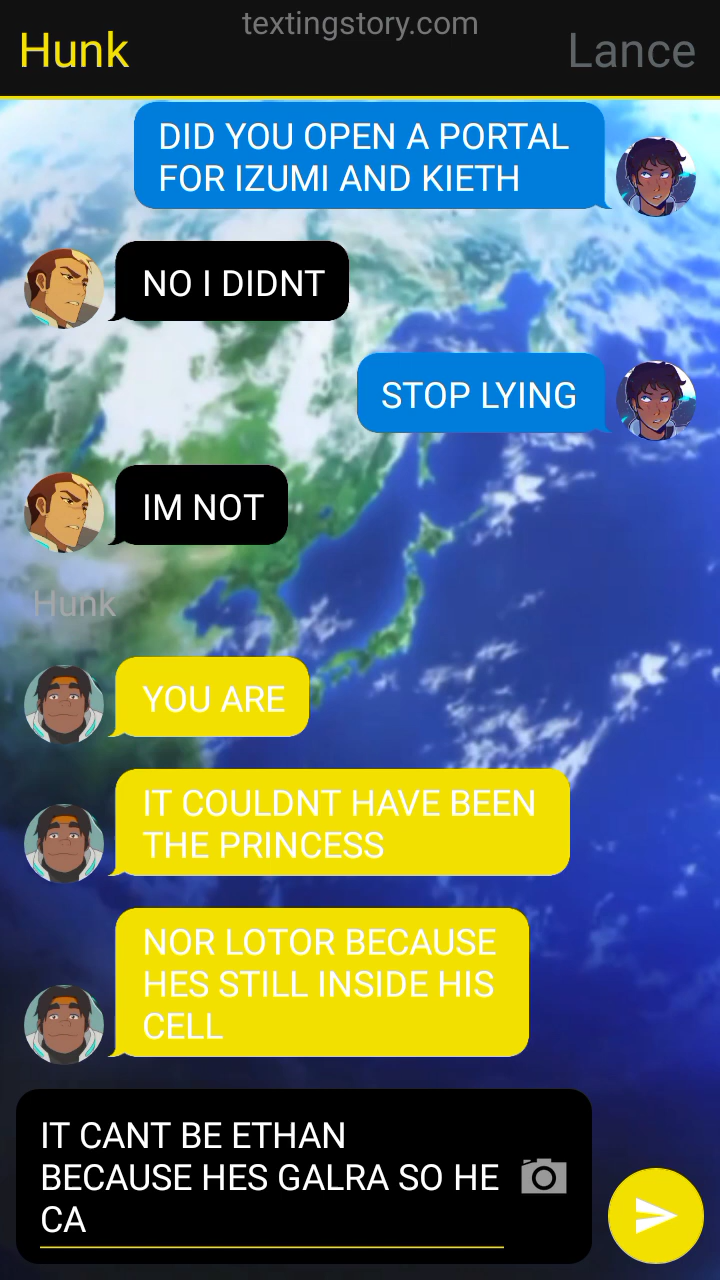 textingstory.com
Hunk
Lance
DID YOU OPEN A PORTAL
FOR IZUMI AND KIETH
NO I DIDNT
STOP LYING
IM NOT
Hunk
YOU ARE
IT COULDNT HAVE BEEN
THE PRINCESS
NOR LOTOR BECAUSE
HES STILL INSIDE HIS
CELL
IT CANT BE ETHAN
BECAUSE HES GALRA SO HE
CA